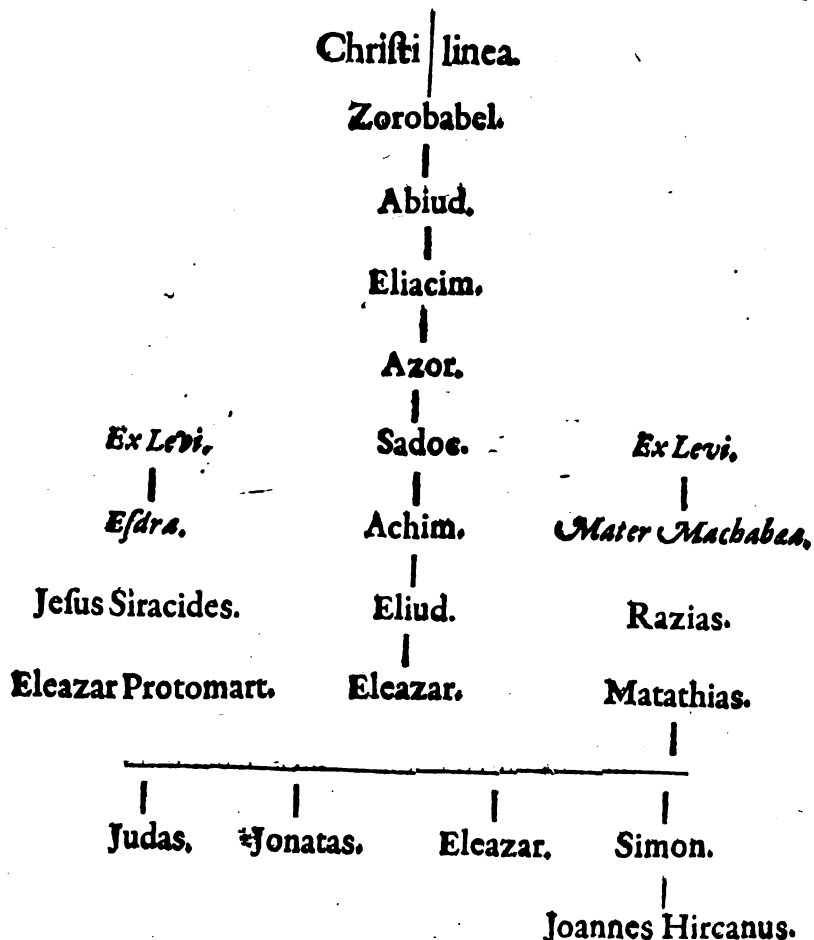 Chriſti linea.
Zorobabel.
Abiud.
Eliacim.
Azor.
Ex Levi. Sadoc. Ex Levi.
Eſdra. Achim. Mater Machabæa.
Jeſus Siracides. Eliud. Razias.
Eleazar Protomart. Eleazar. Matathias.
Judas. Jonatas. Eleazar. Simon.
Joannes Hircanus.